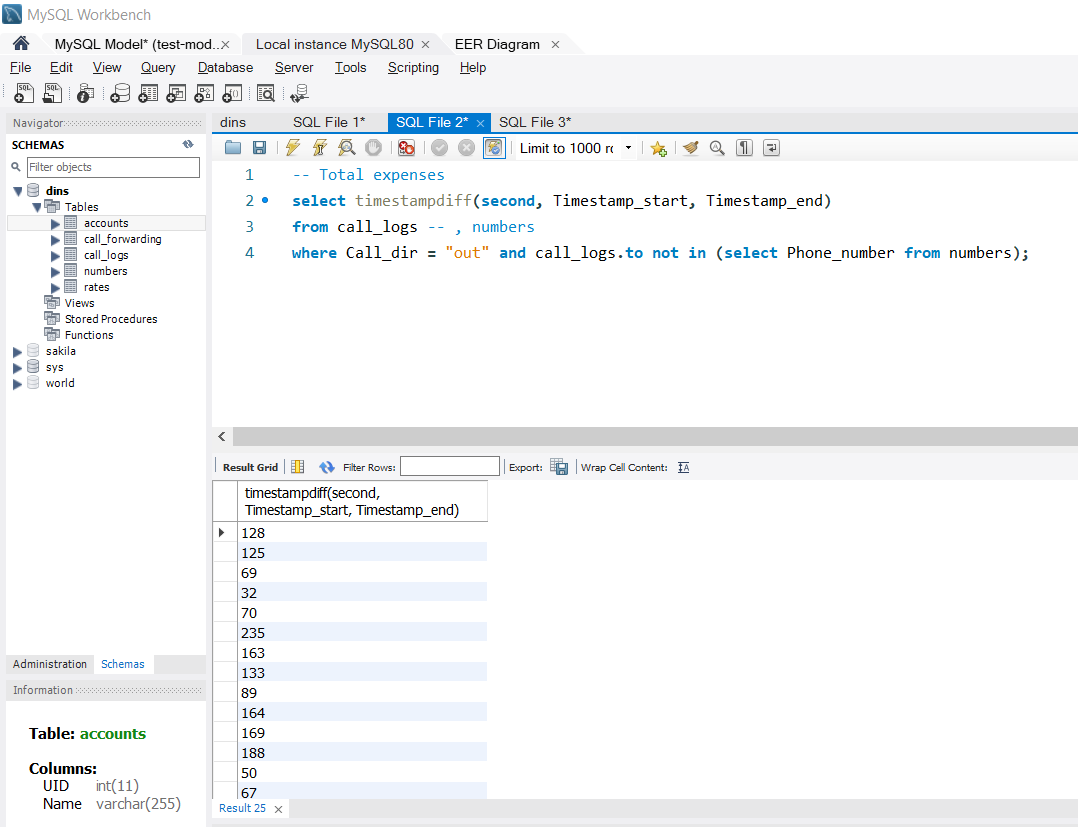 MySQL Workbench
MySQL Model* (test-mod.. × Local instance MySQL80 × EER Diagram ×
File Edit View Query Database Server Tools Scripting Help
Navigator
SCHEMAS
Filter objects
dins
Tables
accounts
call_forwarding
call_logs
numbers
rates
Views
Stored Procedures
Functions
sakila
sys
world
Administration Schemas
Information
Table: accounts
Columns:
UID int(11)
Name varchar(255)
dins SQL File 1* SQL File 2* × SQL File 3*
Limit to 1000 ro
1 -- Total expenses
2 select timestampdiff(second, Timestamp_start, Timestamp_end)
3 from call_logs -- , numbers
4 where Call_dir = "out" and call_logs.to not in (select Phone_number from numbers);
Result Grid Filter Rows: Export: Wrap Cell Content:
timestampdiff(second,
Timestamp_start, Timestamp_end)
128
125
69
32
70
235
163
133
89
164
169
188
50
67
Result 25 ×